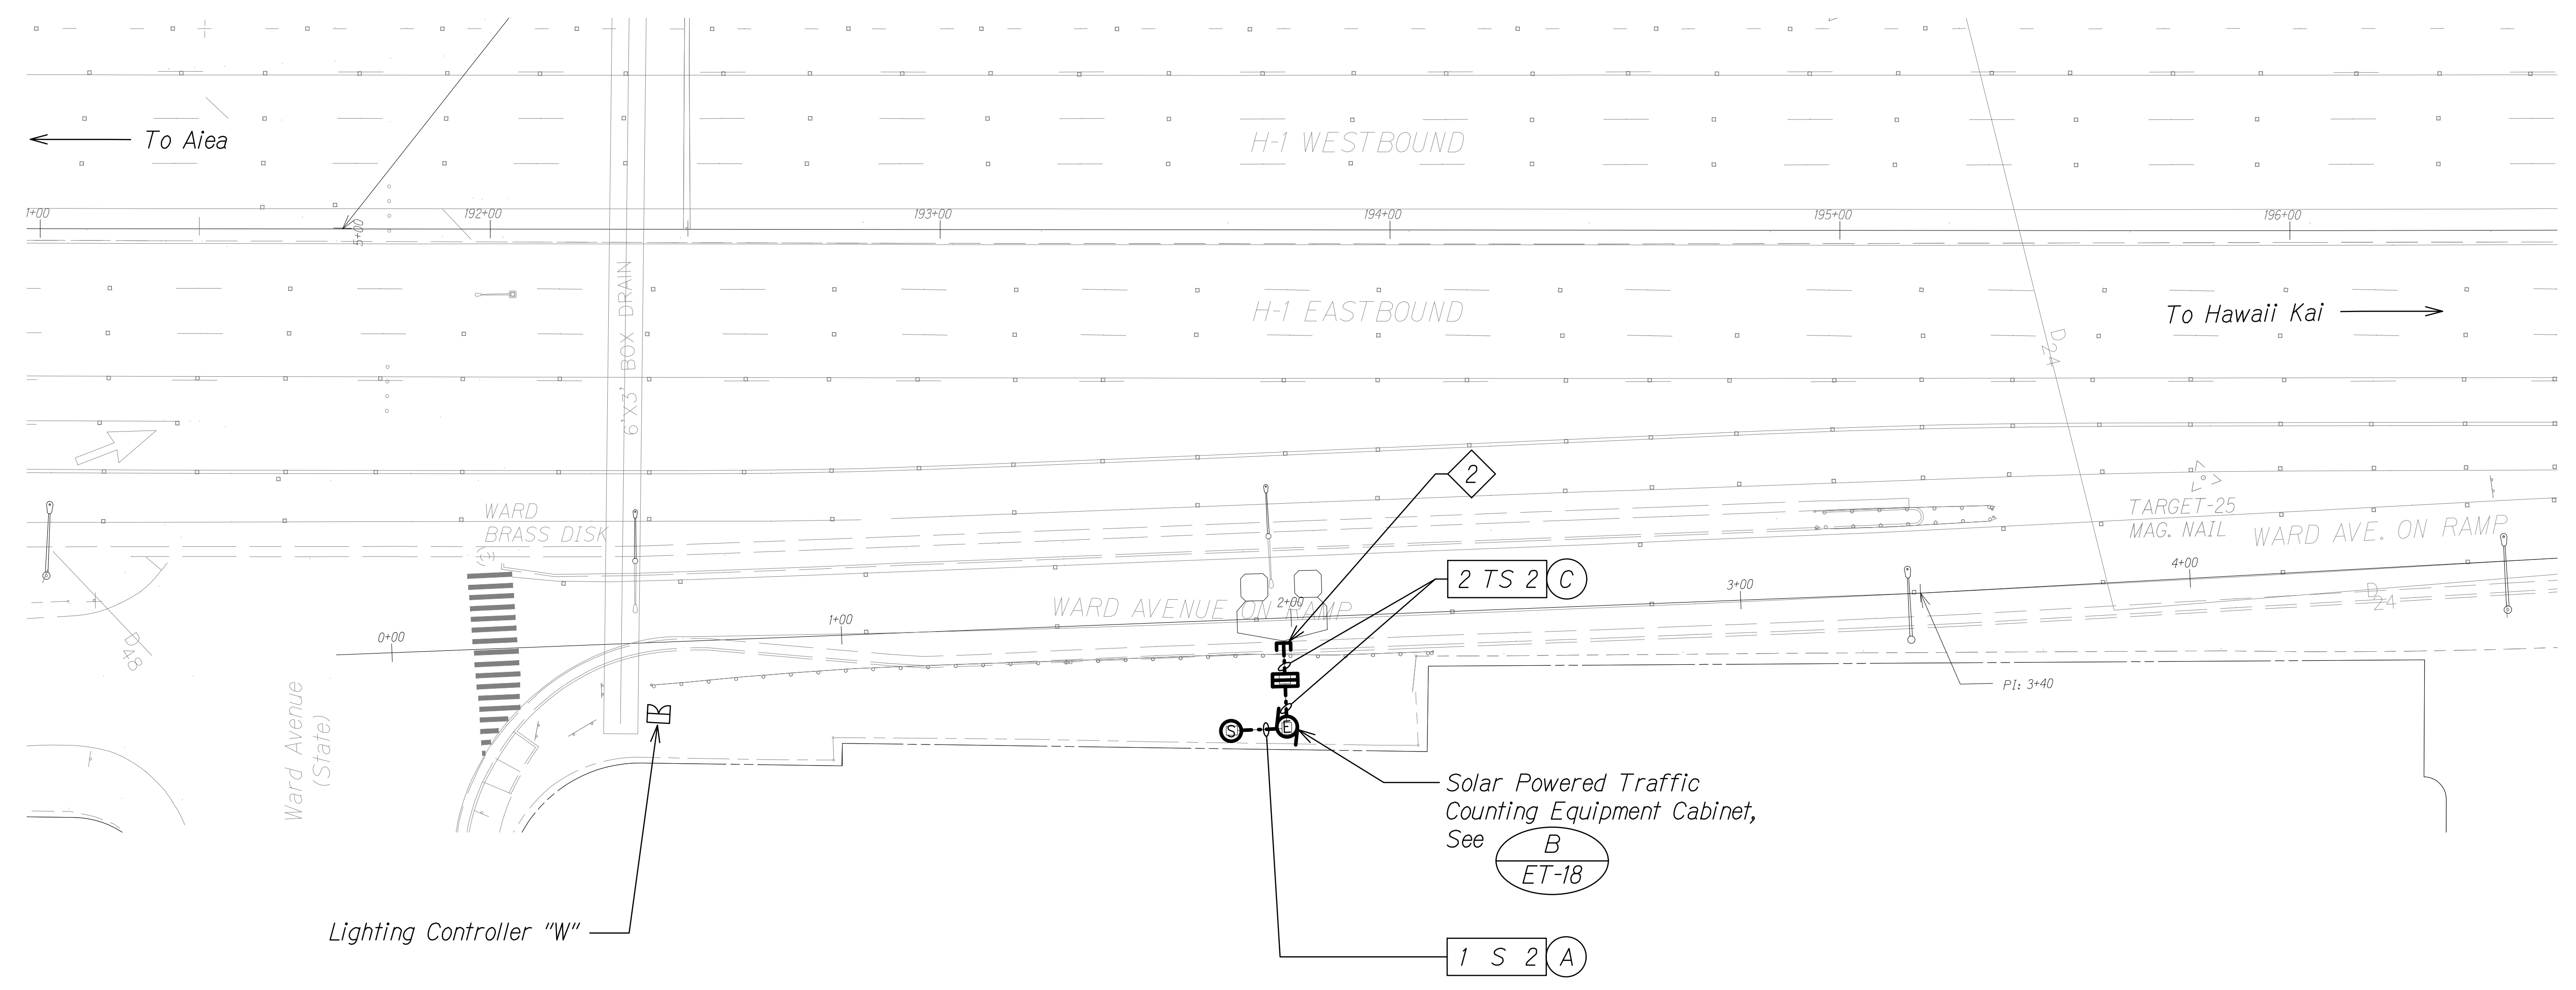 To Aiea
H-1 WESTBOUND
1+00
192+00
193+00
194+00
195+00
196+00
5+00
6'X3' BOX DRAIN
H-1 EASTBOUND
To Hawaii Kai
D 24
2
WARD
BRASS DISK
TARGET-25
MAG. NAIL
WARD AVE. ON RAMP
2 TS 2 C
WARD AVENUE ON RAMP
0+00
1+00
2+00
3+00
4+00
D 24
D 48
PI: 3+40
Ward Avenue
(State)
S
E
Solar Powered Traffic
Counting Equipment Cabinet,
See B
ET-18
Lighting Controller "W"
1 S 2 A